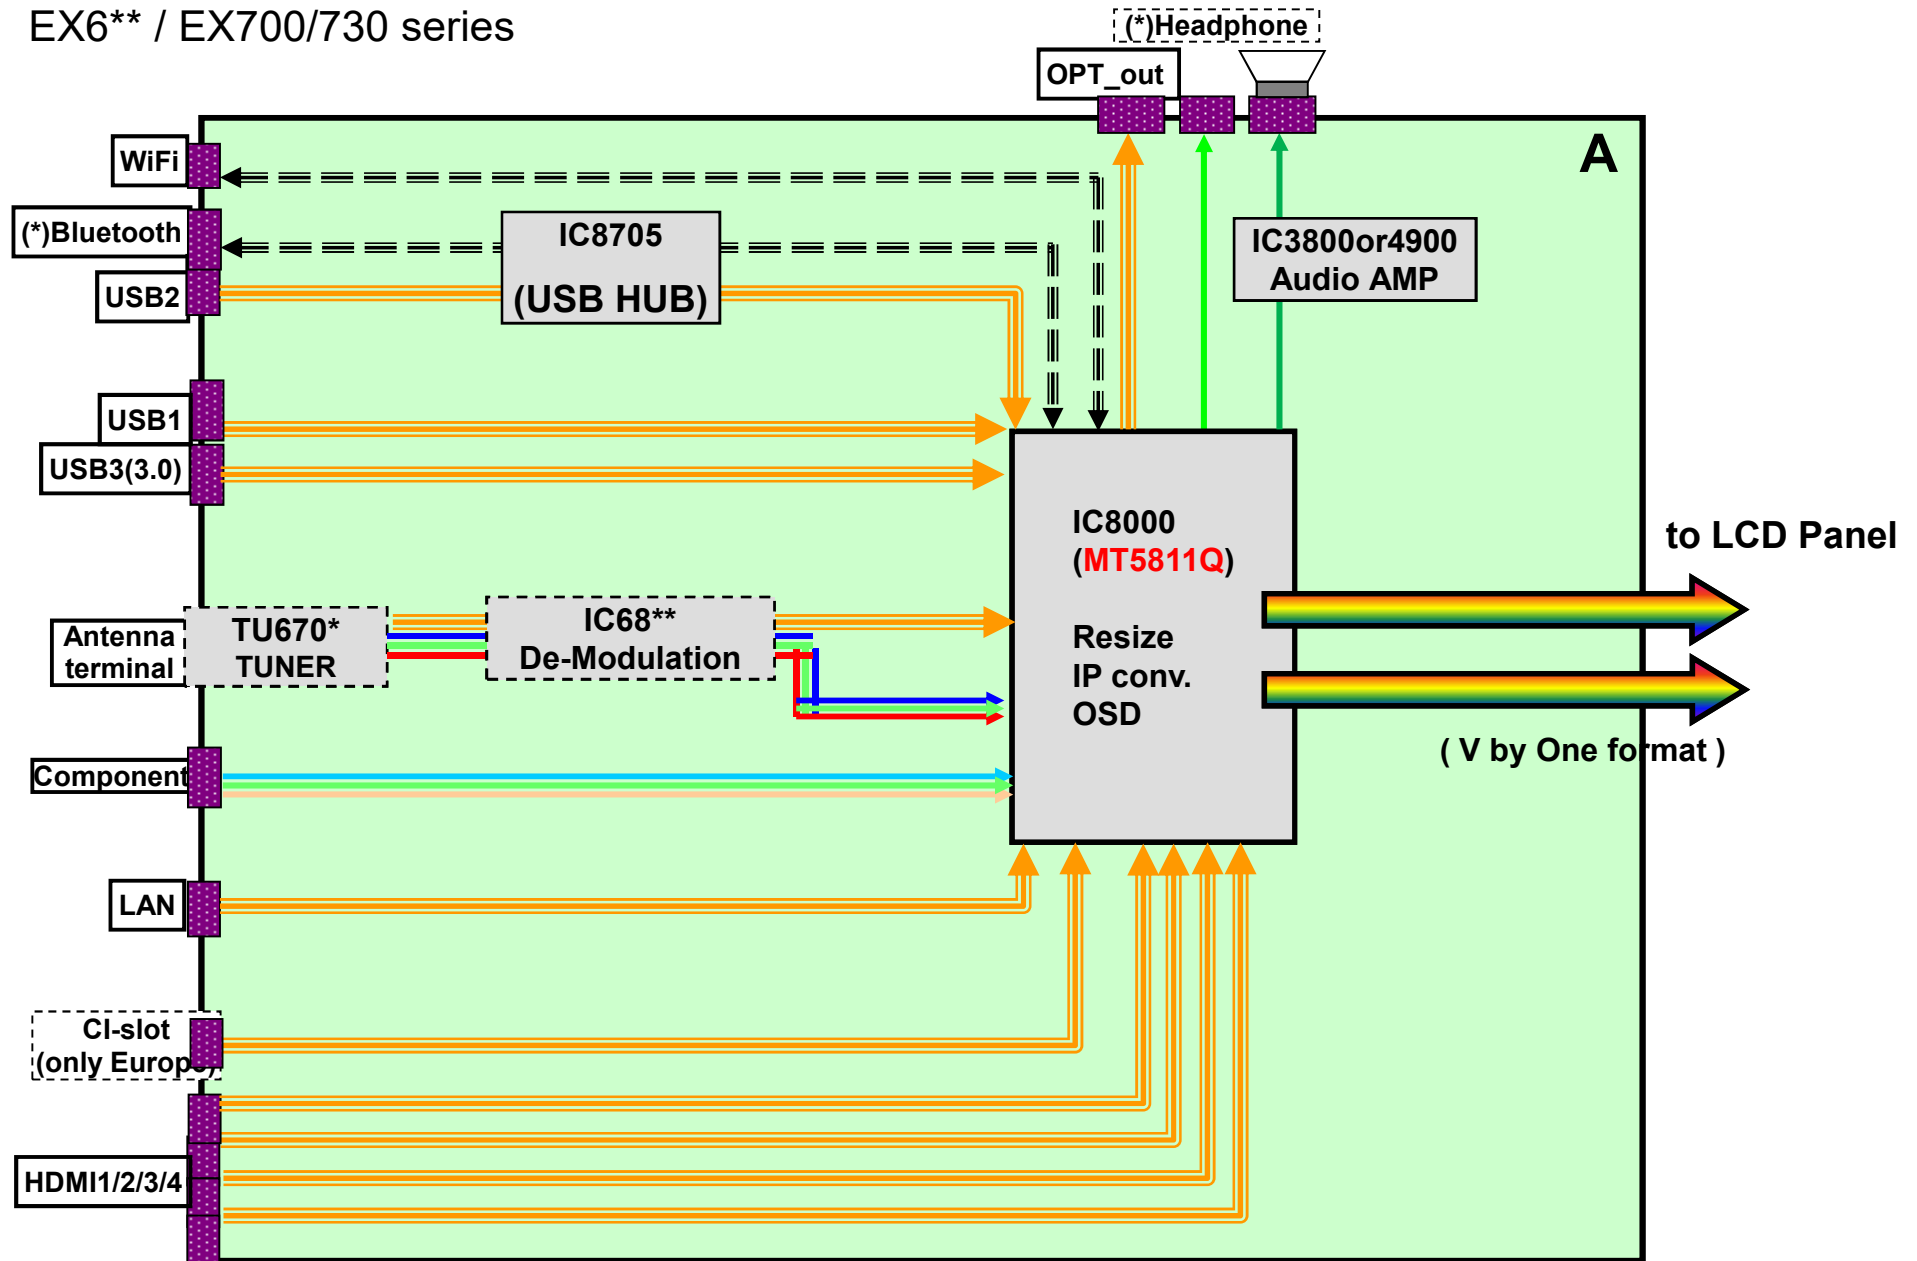 EX6** / EX700/730 series
(*)Headphone
OPT_out
A
WiFi
(*)Bluetooth
IC8705
(USB HUB)
IC3800or4900
Audio AMP
USB2
USB1
USB3(3.0)
IC8000
(MT5811Q)
Resize
IP conv.
OSD
to LCD Panel
Antenna
terminal
TU670*
TUNER
IC68**
De-Modulation
( V by One format )
Component
LAN
CI-slot
(only Europe)
HDMI1/2/3/4